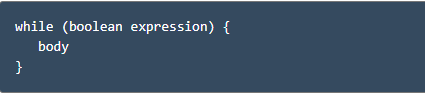 while (boolean expression) {
   body
}